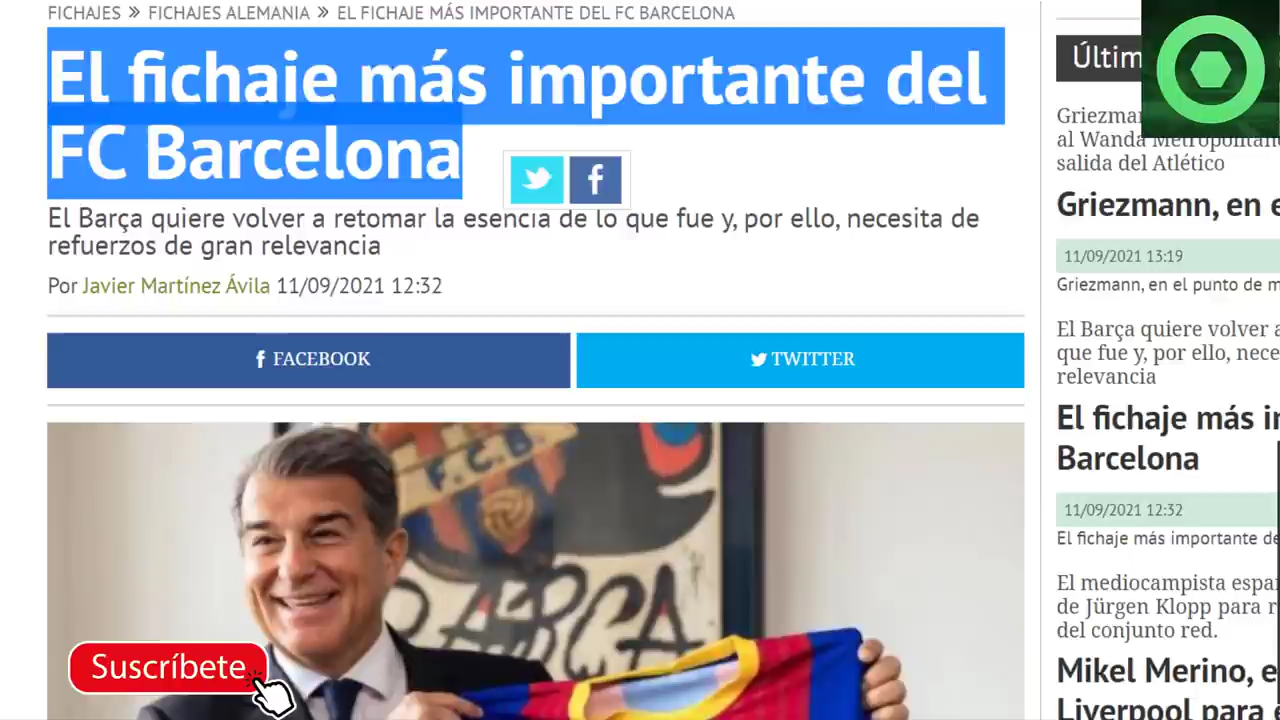 FICHAJES » FICHAJES ALEMANIA » EL FICHAJE MÁS IMPORTANTE DEL FC BARCELONA
El fichaje más importante del
FC Barcelona
El Barça quiere volver a retomar la esencia de lo que fue y, por ello, necesita de
refuerzos de gran relevancia
Por Javier Martínez Ávila 11/09/2021 12:32
FACEBOOK
TWITTER
F.C.B.
BARÇA
Suscríbete
al Wanda Metropolitano
salida del Atlético
Griezmann, en e
11/09/2021 13:19
Griezmann, en el punto de m
El Barça quiere volver a
que fue y, por ello, nece
relevancia
El fichaje más i
Barcelona
11/09/2021 12:32
El fichaje más importante de
El mediocampista espa
de Jürgen Klopp para r
del conjunto red.
Mikel Merino, e
Liverpool para